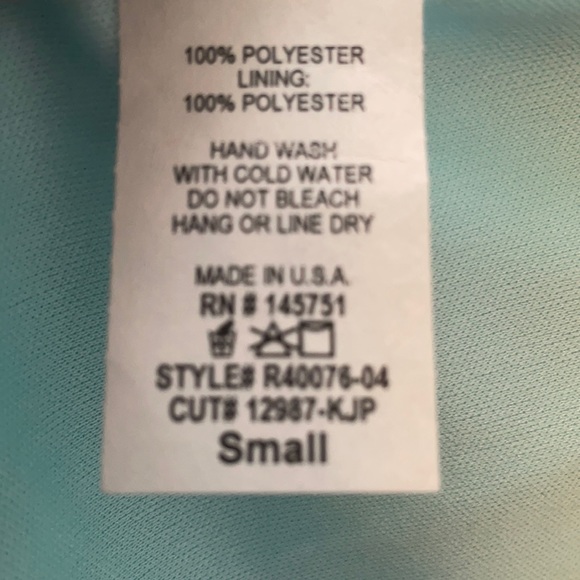 100% POLYESTER
LINING:
100% POLYESTER
HAND WASH
WITH COLD WATER
DO NOT BLEACH
HANG OR LINE DRY
MADE IN U.S.A.
RN # 145751
STYLE# R40076-04
CUT# 12987-KJP
Small